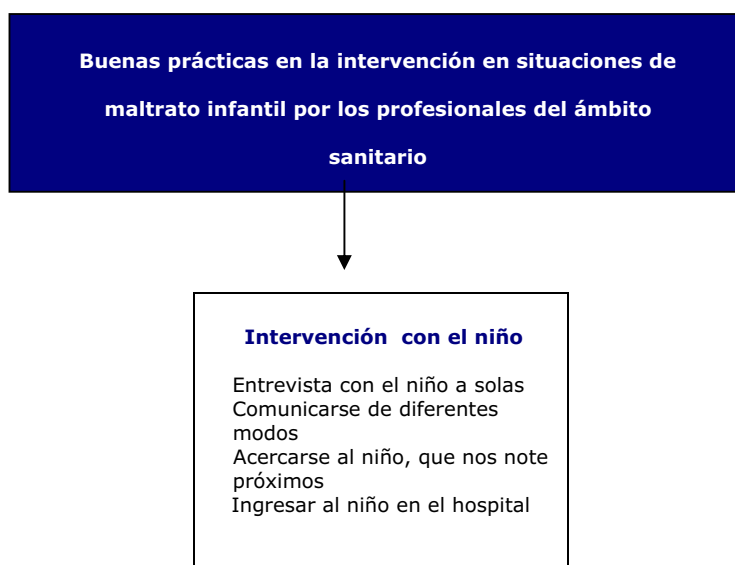 Buenas prácticas en la intervención en situaciones de
maltrato infantil por los profesionales del ámbito
sanitario
Intervención con el niño
Entrevista con el niño a solas
Comunicarse de diferentes
modos
Acercarse al niño, que nos note
próximos
Ingresar al niño en el hospital